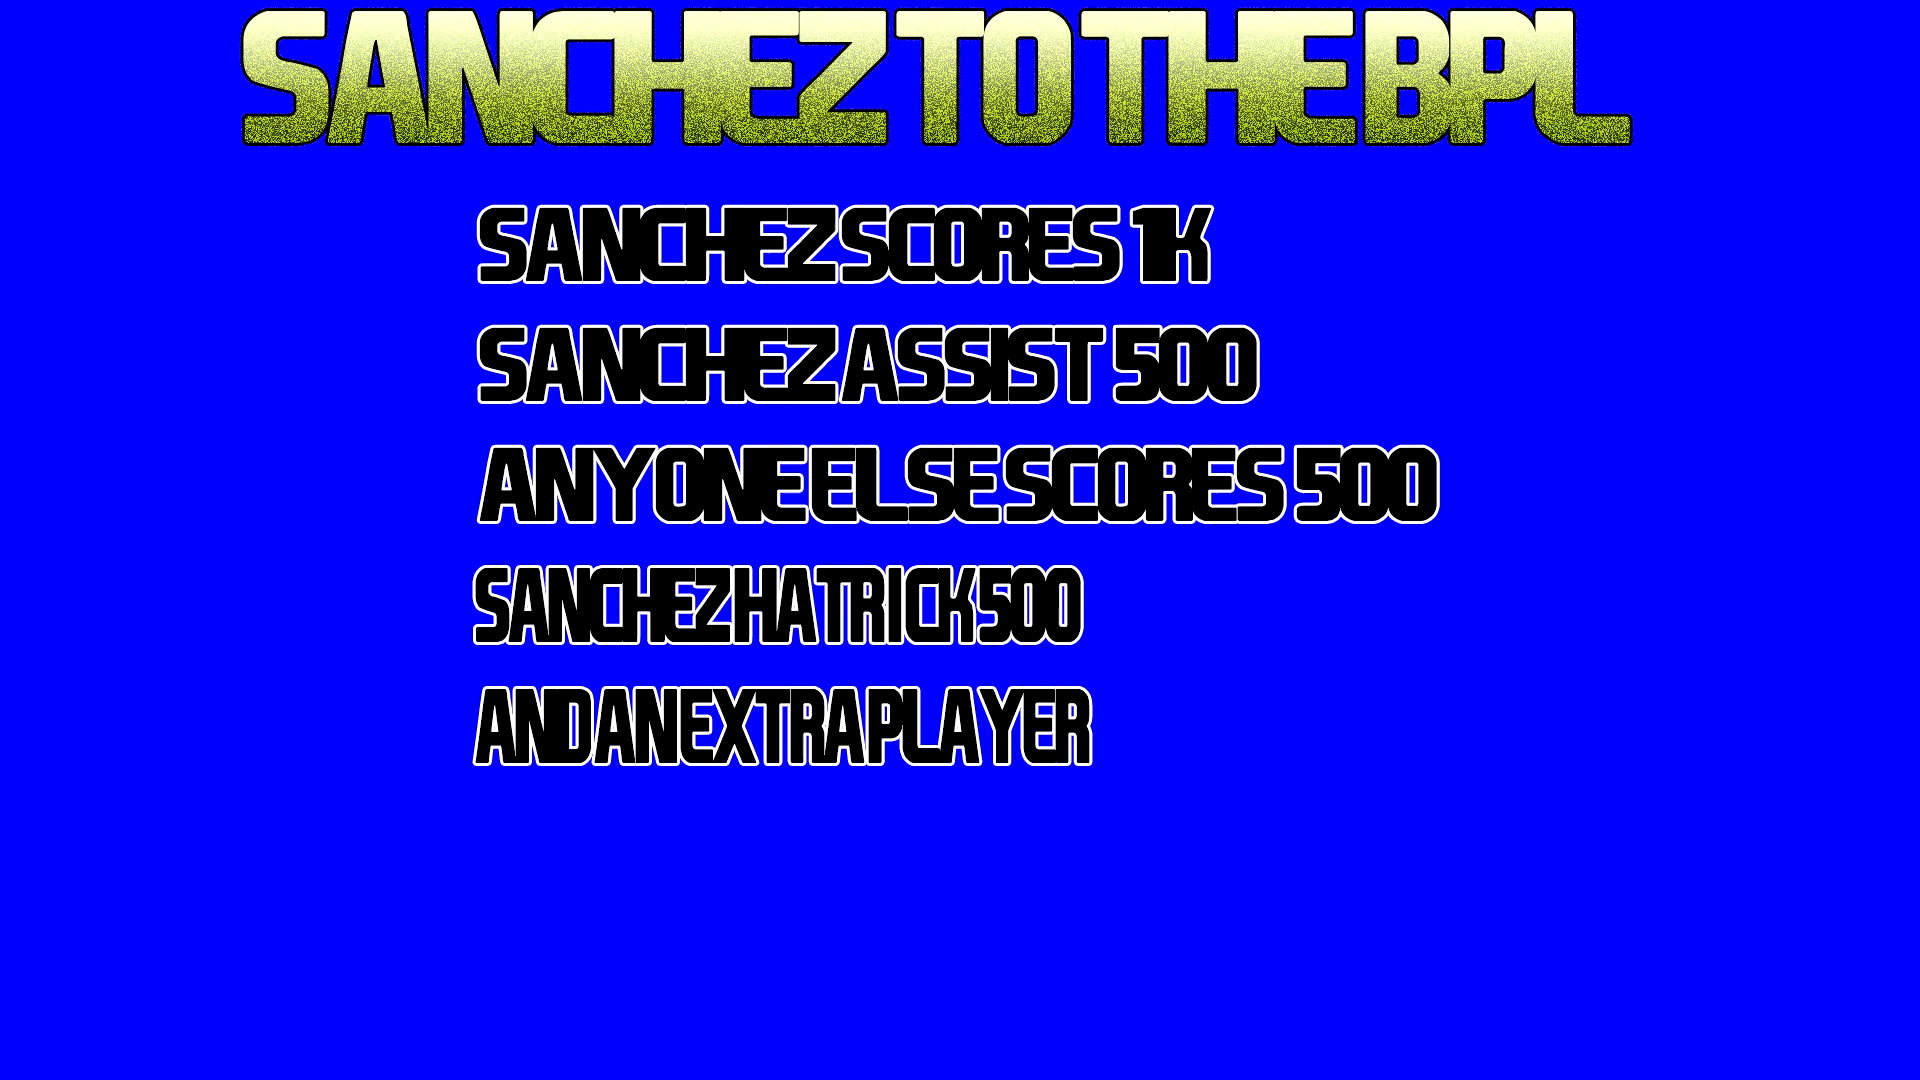 SANCHEZ TO THE BPL
SANCHEZ SCORES 1K
SANCHEZ ASSIST 500
ANYONE ELSE SCORES 500
SANCHEZ HATRICK 500
AND AN EXTRA PLAYER